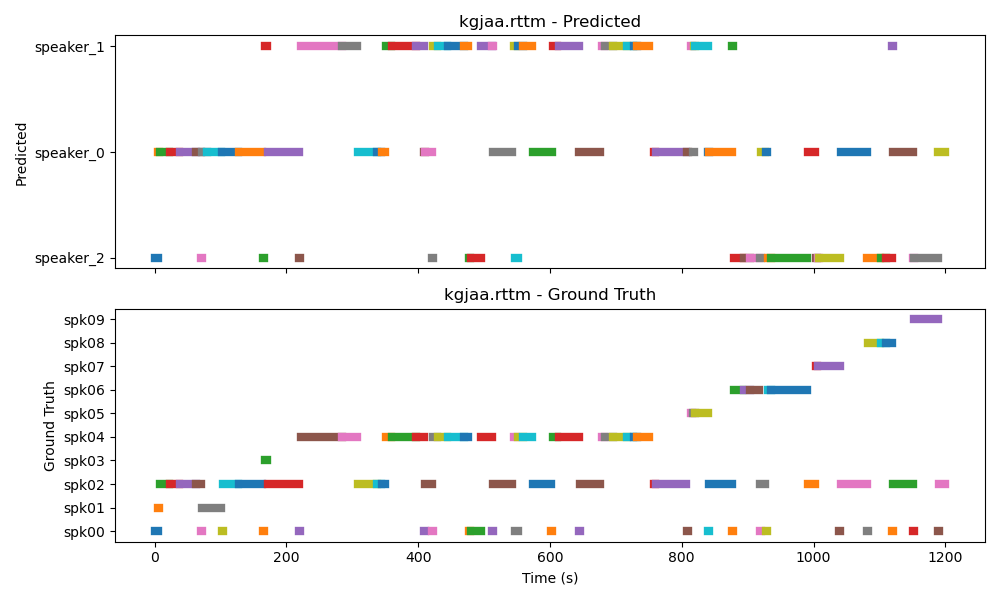 kgjaa.rttm - Predicted
speaker_1
speaker_0
speaker_2
Predicted
kgjaa.rttm - Ground Truth
spk09
spk08
spk07
spk06
spk05
spk04
spk03
spk02
spk01
spk00
Ground Truth
0 200 400 600 800 1000 1200
Time (s)